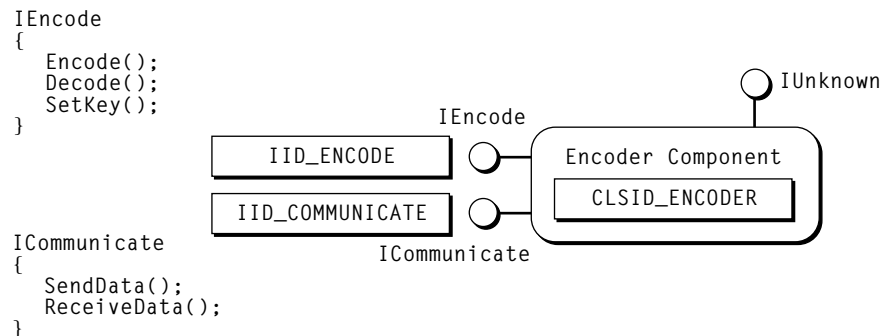 IEncode
{
Encode();
Decode();
SetKey();
}
IUnknown
IEncode
IID_ENCODE
Encoder Component
CLSID_ENCODER
IID_COMMUNICATE
ICommunicate
ICommunicate
{
SendData();
ReceiveData();
}